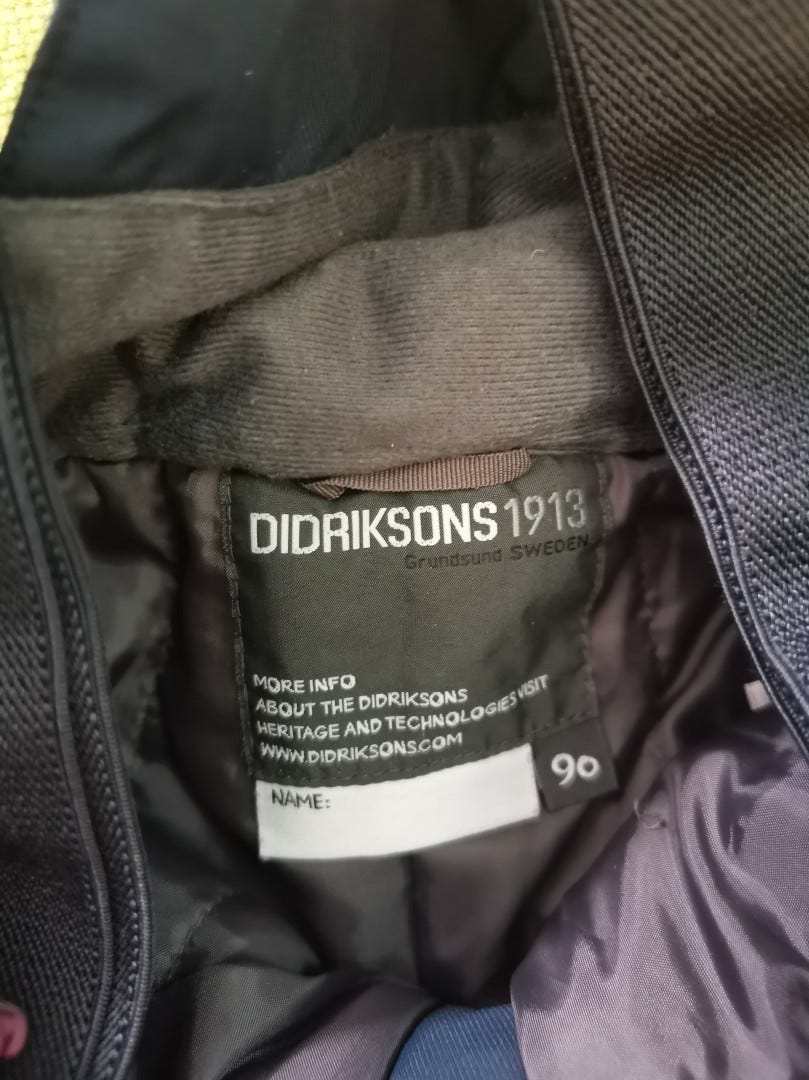 DIDRIKSONS 1913
Grundsund SWEDEN
MORE INFO
ABOUT THE DIDRIKSONS
HERITAGE AND TECHNOLOGIES VISIT
WWW.DIDRIKSONS.COM
90
NAME: